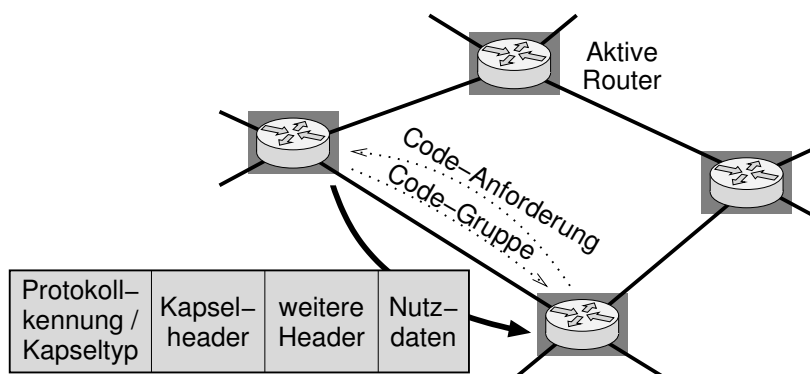 Aktive
Router
Code–Anforderung
Code–Gruppe
Protokoll–
kennung /
Kapseltyp
Kapsel–
header
weitere
Header
Nutz–
daten